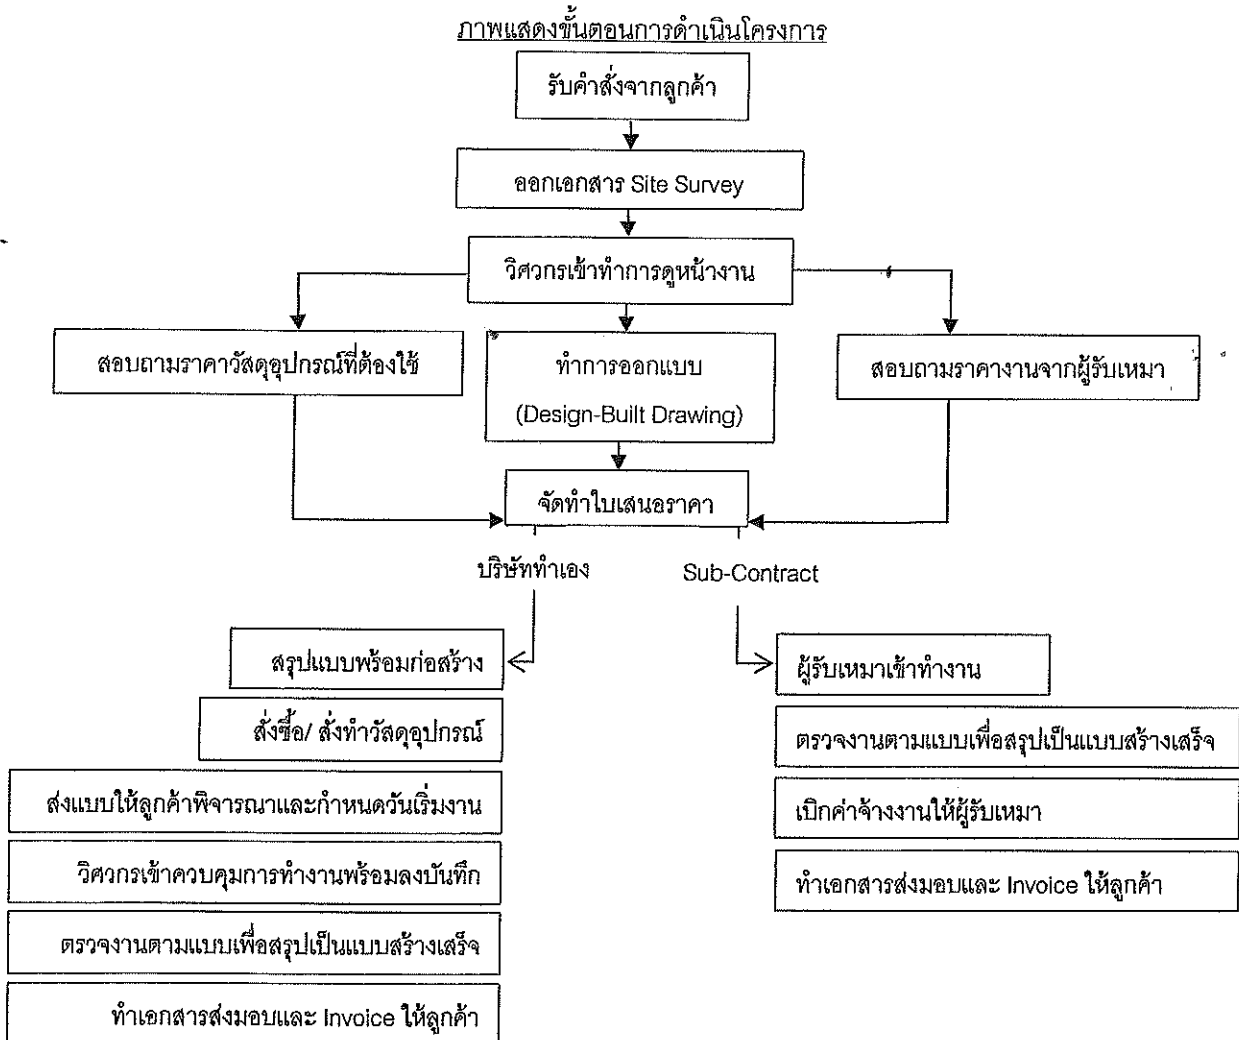 ภาพแสดงขั้นตอนการดำเนินโครงการ
รับคำสั่งจากลูกค้า
ออกเอกสาร Site Survey
วิศวกรเข้าทำการดูหน้างาน
สอบถามราคาวัสดุอุปกรณ์ที่ต้องใช้
ทำการออกแบบ
(Design-Built Drawing)
สอบถามราคางานจากผู้รับเหมา
จัดทำใบเสนอราคา
บริษัททำเอง
Sub-Contract
สรุปแบบพร้อมก่อสร้าง
สั่งซื้อ/ สั่งทำวัสดุอุปกรณ์
ส่งแบบให้ลูกค้าพิจารณาและกำหนดวันเริ่มงาน
วิศวกรเข้าควบคุมการทำงานพร้อมลงบันทึก
ตรวจงานตามแบบเพื่อสรุปเป็นแบบสร้างเสร็จ
ทำเอกสารส่งมอบและ Invoice ให้ลูกค้า
ผู้รับเหมาเข้าทำงาน
ตรวจงานตามแบบเพื่อสรุปเป็นแบบสร้างเสร็จ
เบิกค่าจ้างงานให้ผู้รับเหมา
ทำเอกสารส่งมอบและ Invoice ให้ลูกค้า